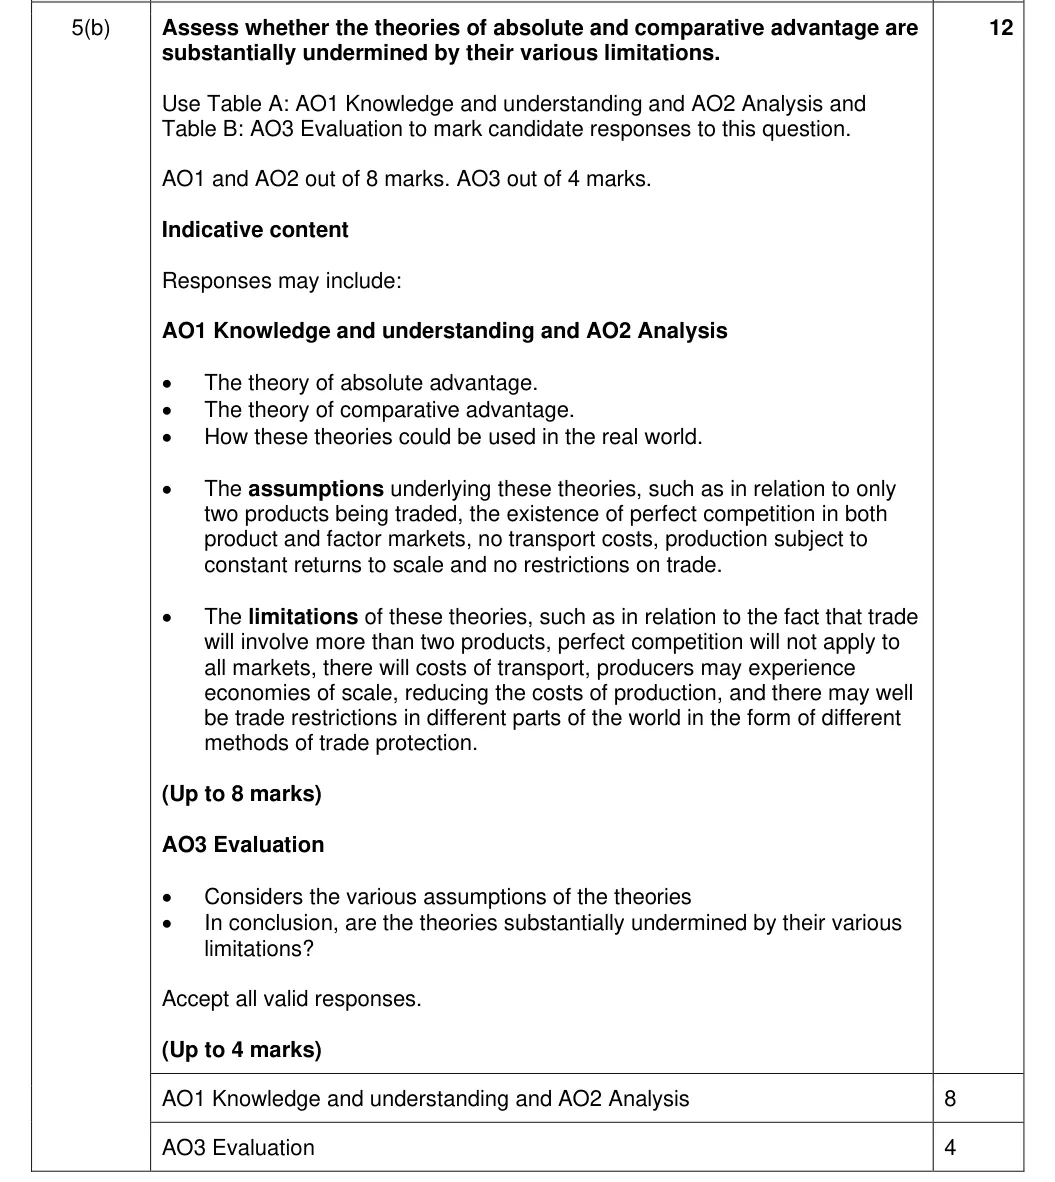 5(b)
Assess whether the theories of absolute and comparative advantage are
12
substantially undermined by their various limitations.
Use Table A: AO1 Knowledge and understanding and AO2 Analysis and
Table B: AO3 Evaluation to mark candidate responses to this question.
AO1 and AO2 out of 8 marks. AO3 out of 4 marks.
Indicative content
Responses may include:
AO1 Knowledge and understanding and AO2 Analysis
• The theory of absolute advantage.
• The theory of comparative advantage.
• How these theories could be used in the real world.
• The assumptions underlying these theories, such as in relation to only
two products being traded, the existence of perfect competition in both
product and factor markets, no transport costs, production subject to
constant returns to scale and no restrictions on trade.
• The limitations of these theories, such as in relation to the fact that trade
will involve more than two products, perfect competition will not apply to
all markets, there will costs of transport, producers may experience
economies of scale, reducing the costs of production, and there may well
be trade restrictions in different parts of the world in the form of different
methods of trade protection.
(Up to 8 marks)
AO3 Evaluation
• Considers the various assumptions of the theories
• In conclusion, are the theories substantially undermined by their various
limitations?
Accept all valid responses.
(Up to 4 marks)
AO1 Knowledge and understanding and AO2 Analysis 8
AO3 Evaluation 4